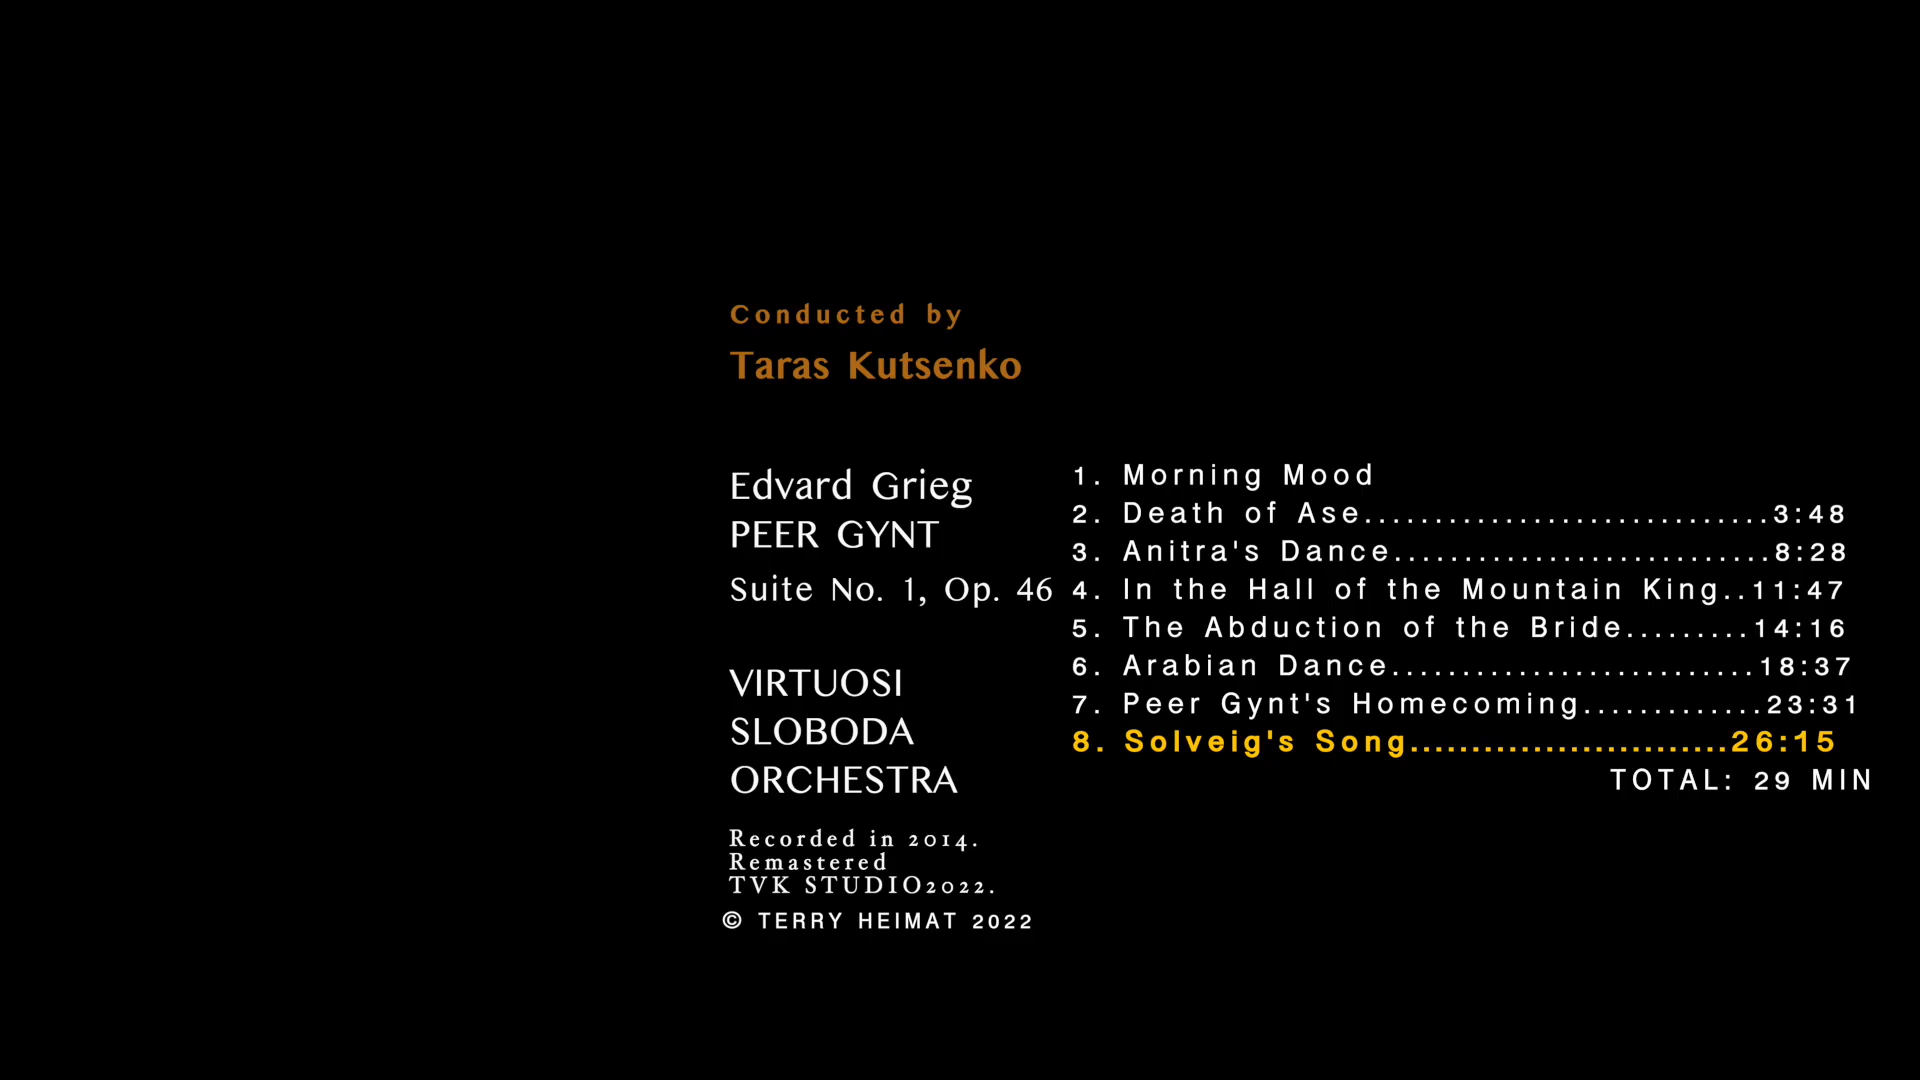 Conducted by
Taras Kutsenko
Edvard Grieg
PEER GYNT
Suite No. 1, Op. 46
VIRTUOSI
SLOBODA
ORCHESTRA
Recorded in 2014.
Remastered
TVK STUDIO2022.
© TERRY HEIMAT 2022
1. Morning Mood
2. Death of Ase.............................3:48
3. Anitra's Dance...........................8:28
4. In the Hall of the Mountain King..11:47
5. The Abduction of the Bride.........14:16
6. Arabian Dance..........................18:37
7. Peer Gynt's Homecoming.............23:31
8. Solveig's Song..........................26:15
TOTAL: 29 MIN